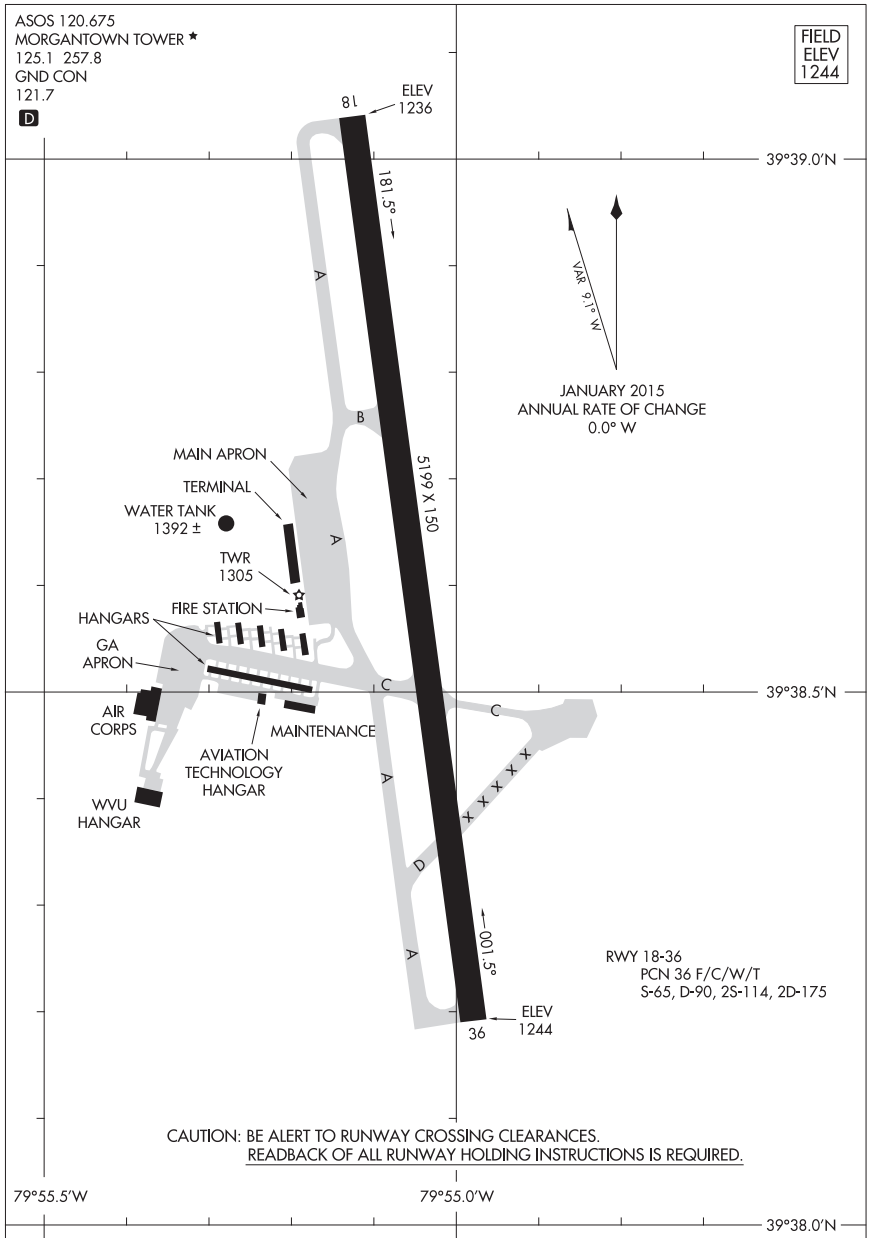 ASOS 120.675
MORGANTOWN TOWER ★
125.1 257.8
GND CON
121.7
D
FIELD
ELEV
1244
18
ELEV
1236
39°39.0'N
181.5°
A
VAR 9.1° W
JANUARY 2015
ANNUAL RATE OF CHANGE
0.0° W
B
MAIN APRON
5199 X 150
TERMINAL
WATER TANK
1392 ±
A
TWR
1305
FIRE STATION
HANGARS
GA
APRON
C
39°38.5'N
C
AIR
CORPS
MAINTENANCE
AVIATION
TECHNOLOGY
HANGAR
A
X X X X X
WVU
HANGAR
D
A
001.5°
RWY 18-36
PCN 36 F/C/W/T
S-65, D-90, 2S-114, 2D-175
ELEV
1244
36
CAUTION: BE ALERT TO RUNWAY CROSSING CLEARANCES.
READBACK OF ALL RUNWAY HOLDING INSTRUCTIONS IS REQUIRED.
79°55.5'W
79°55.0'W
39°38.0'N